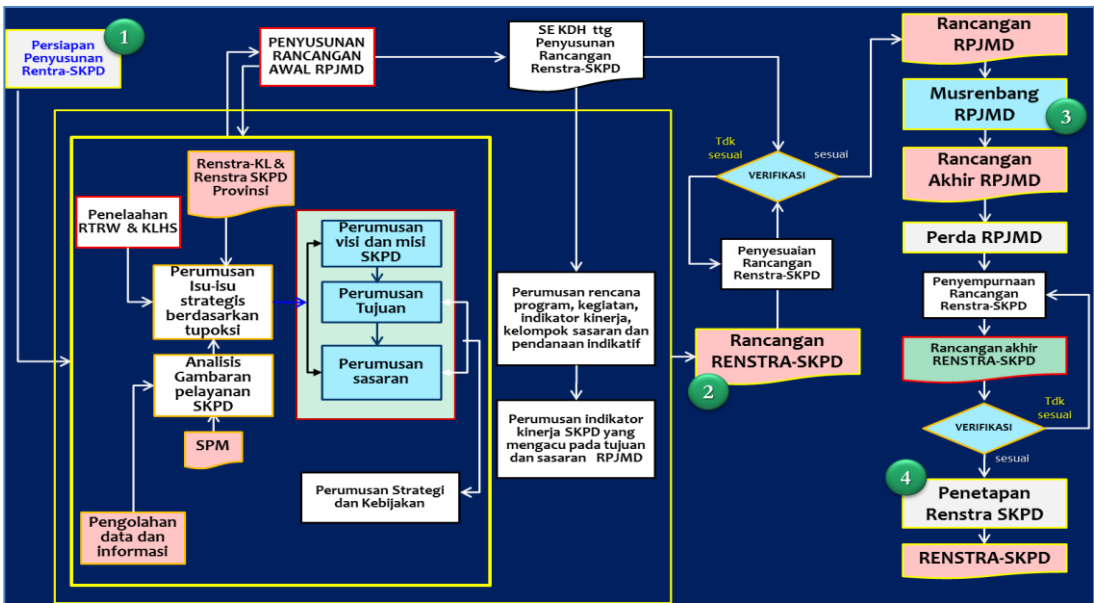 1
Persiapan
Penyusunan
Rentra-SKPD
PENYUSUNAN
RANCANGAN
AWAL RPJMD
SE KDH ttg
Penyusunan
Rancangan
Renstra-SKPD
Renstra-KL &
Renstra SKPD
Provinsi
Penelaahan
RTRW & KLHS
Perumusan
Isu-isu
strategis
berdasarkan
tupoksi
Analisis
Gambaran
pelayanan
SKPD
SPM
Pengolahan
data dan
informasi
Perumusan
visi dan misi
SKPD
Perumusan
Tujuan
Perumusan
sasaran
Perumusan Strategi
dan Kebijakan
Perumusan rencana
program, kegiatan,
indikator kinerja,
kelompok sasaran dan
pendanaan indikatif
Perumusan indikator
kinerja SKPD yang
mengacu pada tujuan
dan sasaran RPJMD
Rancangan
RENSTRA-SKPD
2
Tdk
sesuai
sesuai
VERIFIKASI
Penyesuaian
Rancangan
Renstra-SKPD
Rancangan
RPJMD
Musrenbang
RPJMD
3
Rancangan
Akhir RPJMD
Perda RPJMD
Penyempurnaan
Rancangan
Renstra-SKPD
Rancangan akhir
RENSTRA-SKPD
Tdk
sesuai
VERIFIKASI
sesuai
4
Penetapan
Renstra SKPD
RENSTRA-SKPD